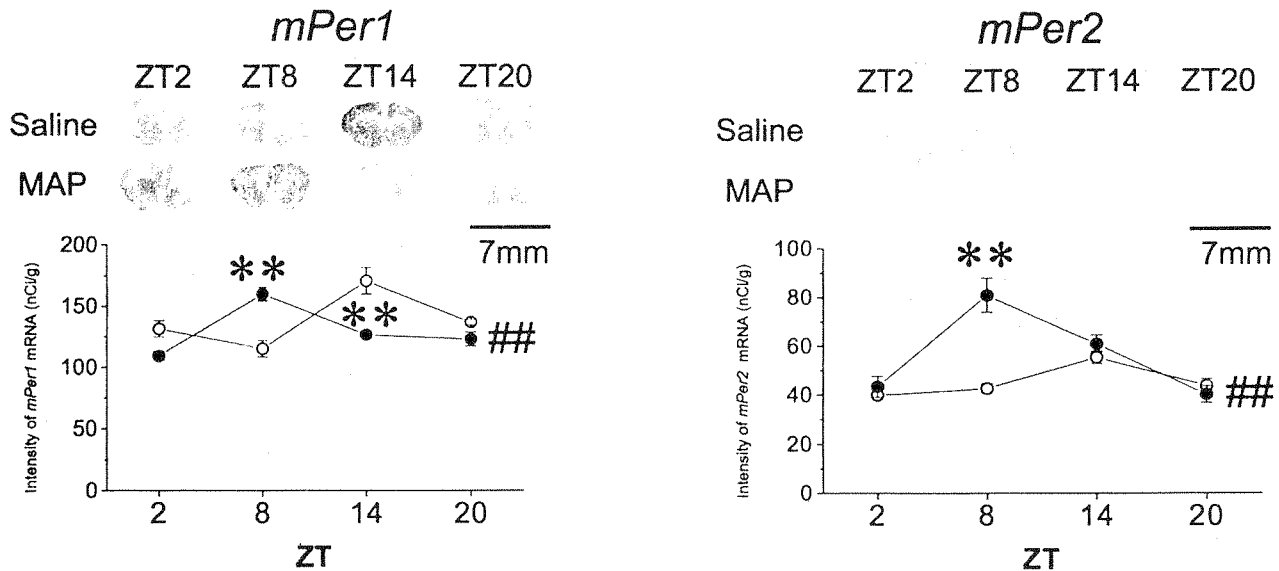 mPer1
ZT2 ZT8 ZT14 ZT20
Saline
MAP
7mm
200
150
100
50
0
**
**
##
Intensity of mPer1 mRNA (nCi/g)
2 8 14 20
ZT
mPer2
ZT2 ZT8 ZT14 ZT20
Saline
MAP
7mm
100
80
60
40
20
0
**
##
Intensity of mPer2 mRNA (nCi/g)
2 8 14 20
ZT